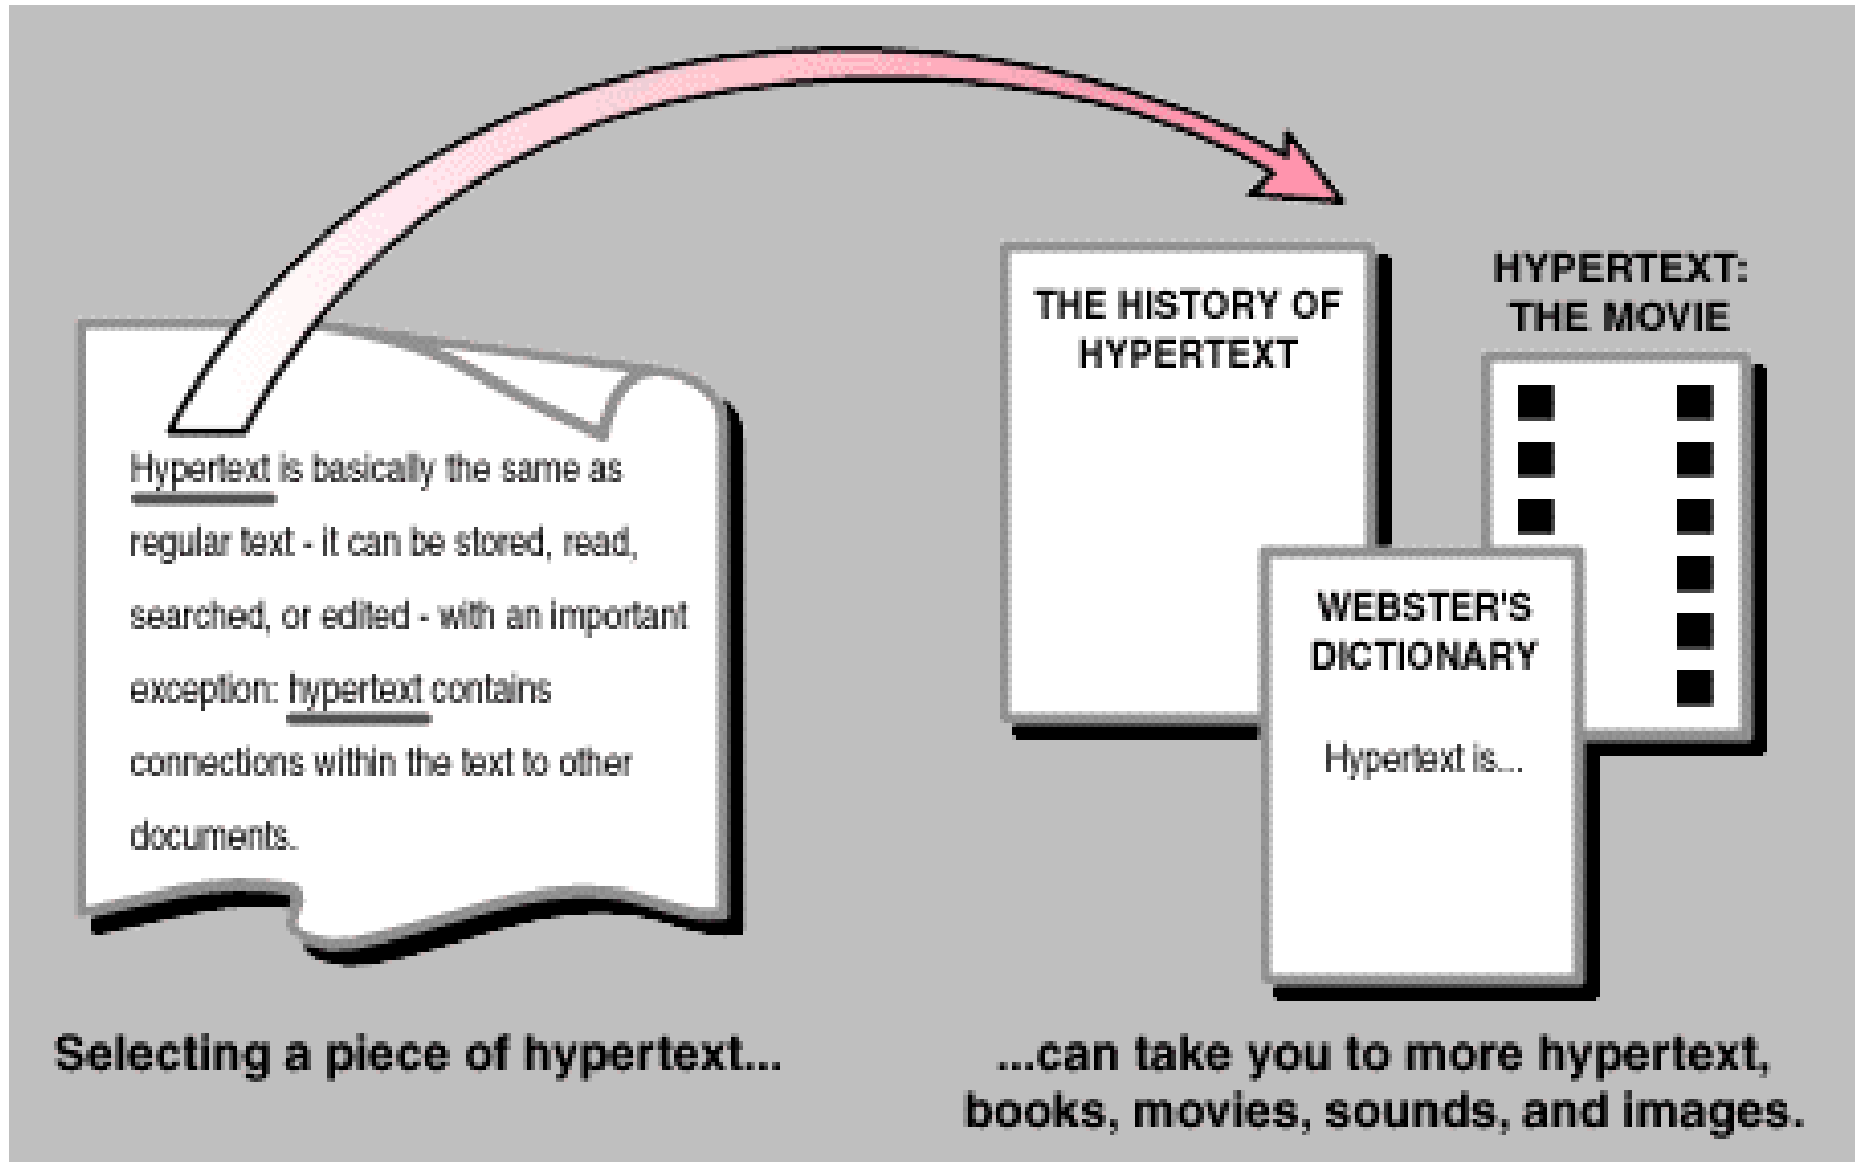 Hypertext is basically the same as
regular text - it can be stored, read,
searched, or edited - with an important
exception: hypertext contains
connections within the text to other
documents.
Selecting a piece of hypertext...
THE HISTORY OF
HYPERTEXT
HYPERTEXT:
THE MOVIE
WEBSTER'S
DICTIONARY
Hypertext is...
...can take you to more hypertext,
books, movies, sounds, and images.